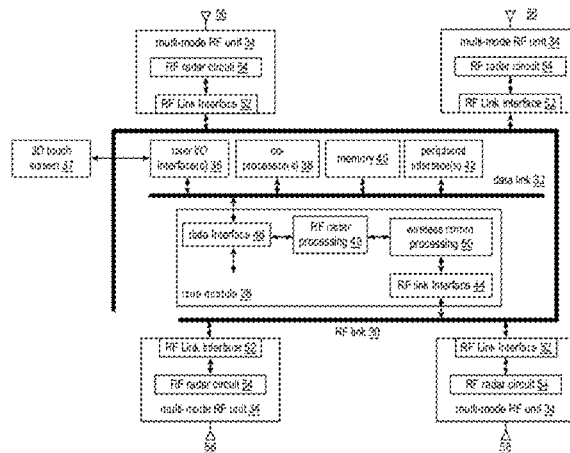 multi-mode RF unit 34
RF radar circuit 54
RF Link Interface 52
multi-mode RF unit 34
RF radar circuit 54
RF Link Interface 52
3D touch
screen 37
user I/O
interface(s) 36
co-
processor(s) 38
memory 40
peripheral
interface(s) 42
data link 32
data interface 46
RF radar
processing 48
wireless comm
processing 50
RF link interface 44
core module 28
RF link 30
RF Link Interface 52
RF radar circuit 54
multi-mode RF unit 34
56
RF Link Interface 52
RF radar circuit 54
multi-mode RF unit 34